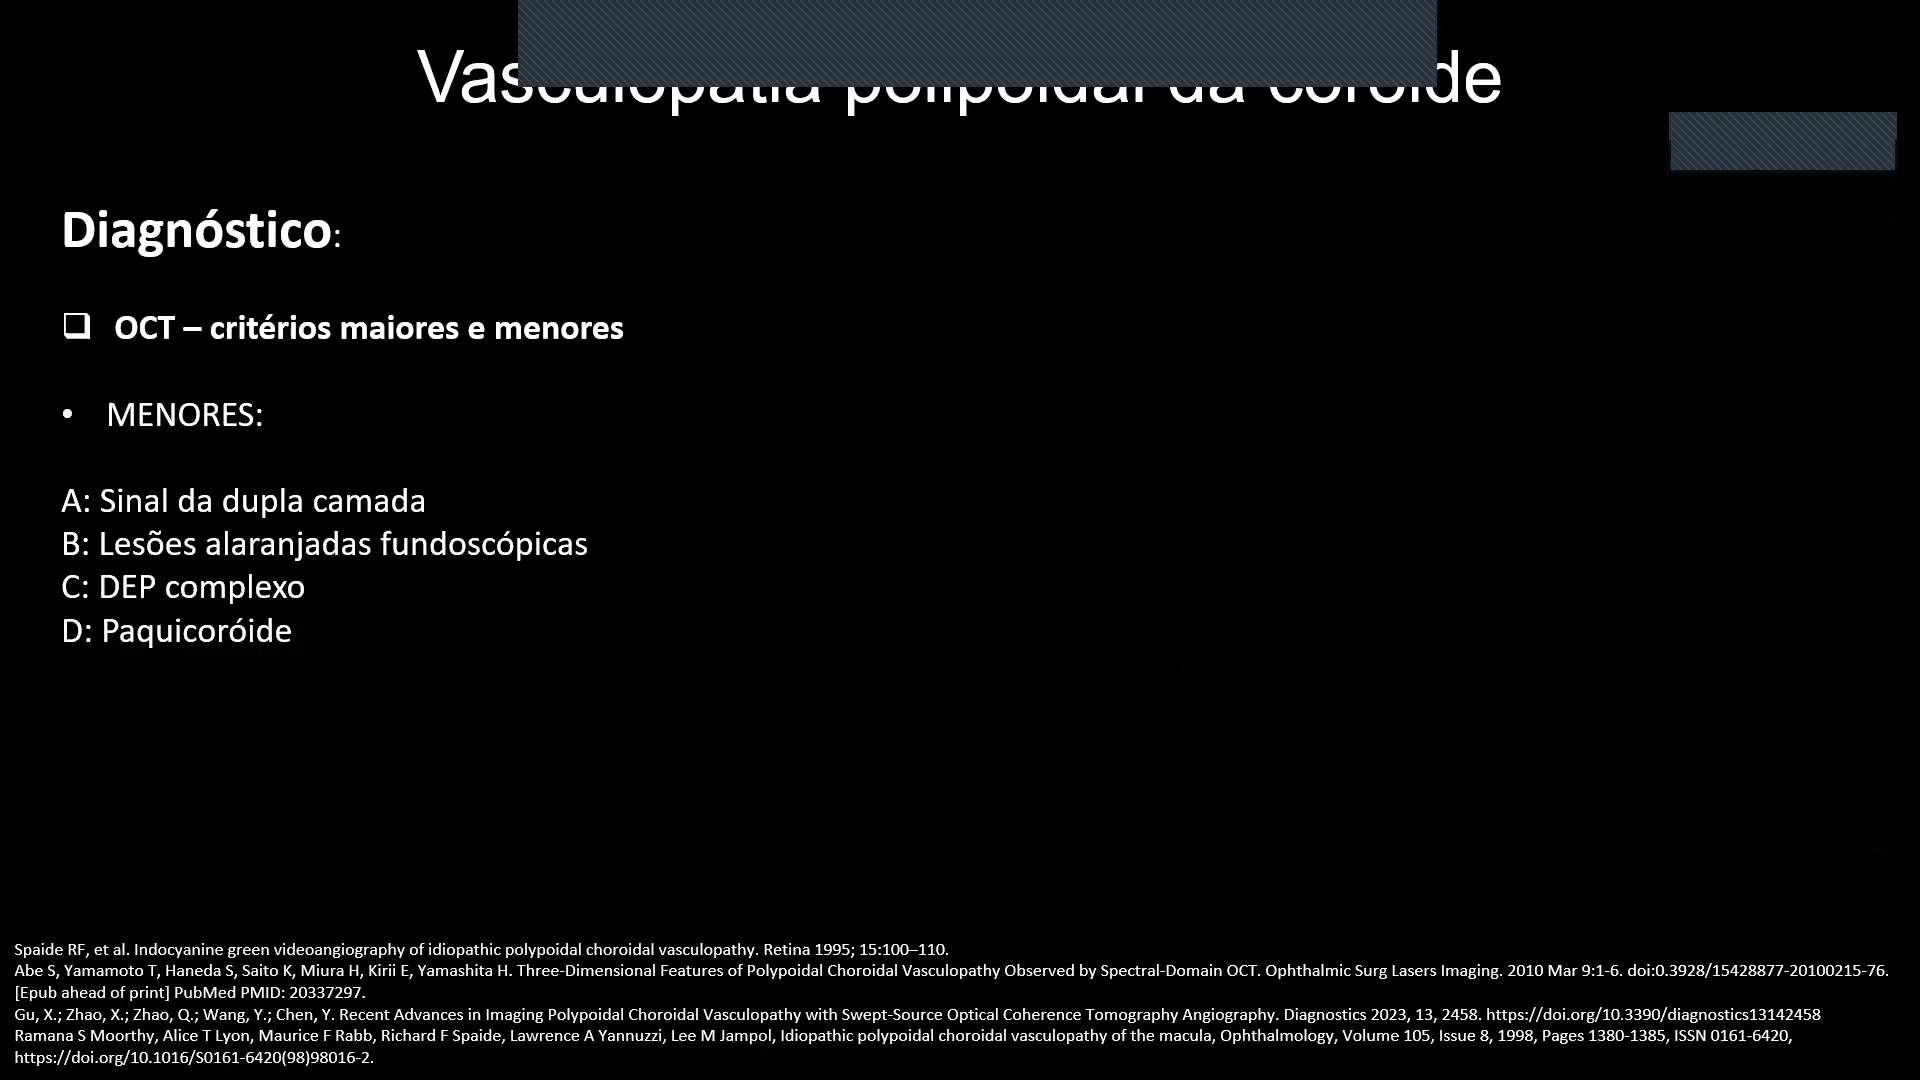 Vasculopatia polipoidal da coroide
Diagnóstico:
❑ OCT – critérios maiores e menores
• MENORES:
A: Sinal da dupla camada
B: Lesões alaranjadas fundoscópicas
C: DEP complexo
D: Paquicoróide
Spaide RF, et al. Indocyanine green videoangiography of idiopathic polypoidal choroidal vasculopathy. Retina 1995; 15:100–110.
Abe S, Yamamoto T, Haneda S, Saito K, Miura H, Kirii E, Yamashita H. Three-Dimensional Features of Polypoidal Choroidal Vasculopathy Observed by Spectral-Domain OCT. Ophthalmic Surg Lasers Imaging. 2010 Mar 9:1-6. doi:0.3928/15428877-20100215-76.
[Epub ahead of print] PubMed PMID: 20337297.
Gu, X.; Zhao, X.; Zhao, Q.; Wang, Y.; Chen, Y. Recent Advances in Imaging Polypoidal Choroidal Vasculopathy with Swept-Source Optical Coherence Tomography Angiography. Diagnostics 2023, 13, 2458. https://doi.org/10.3390/diagnostics13142458
Ramana S Moorthy, Alice T Lyon, Maurice F Rabb, Richard F Spaide, Lawrence A Yannuzzi, Lee M Jampol, Idiopathic polypoidal choroidal vasculopathy of the macula, Ophthalmology, Volume 105, Issue 8, 1998, Pages 1380-1385, ISSN 0161-6420,
https://doi.org/10.1016/S0161-6420(98)98016-2.